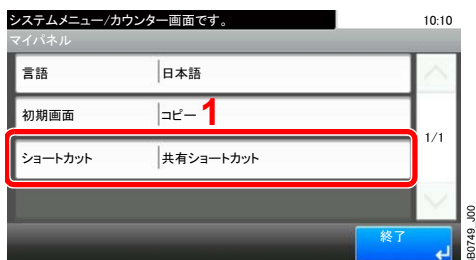 システムメニュー/カウンター画面です。 10:10
マイパネル
言語 日本語
初期画面 コピー 1
ショートカット 共有ショートカット
1/1
終了
GB0749_J00